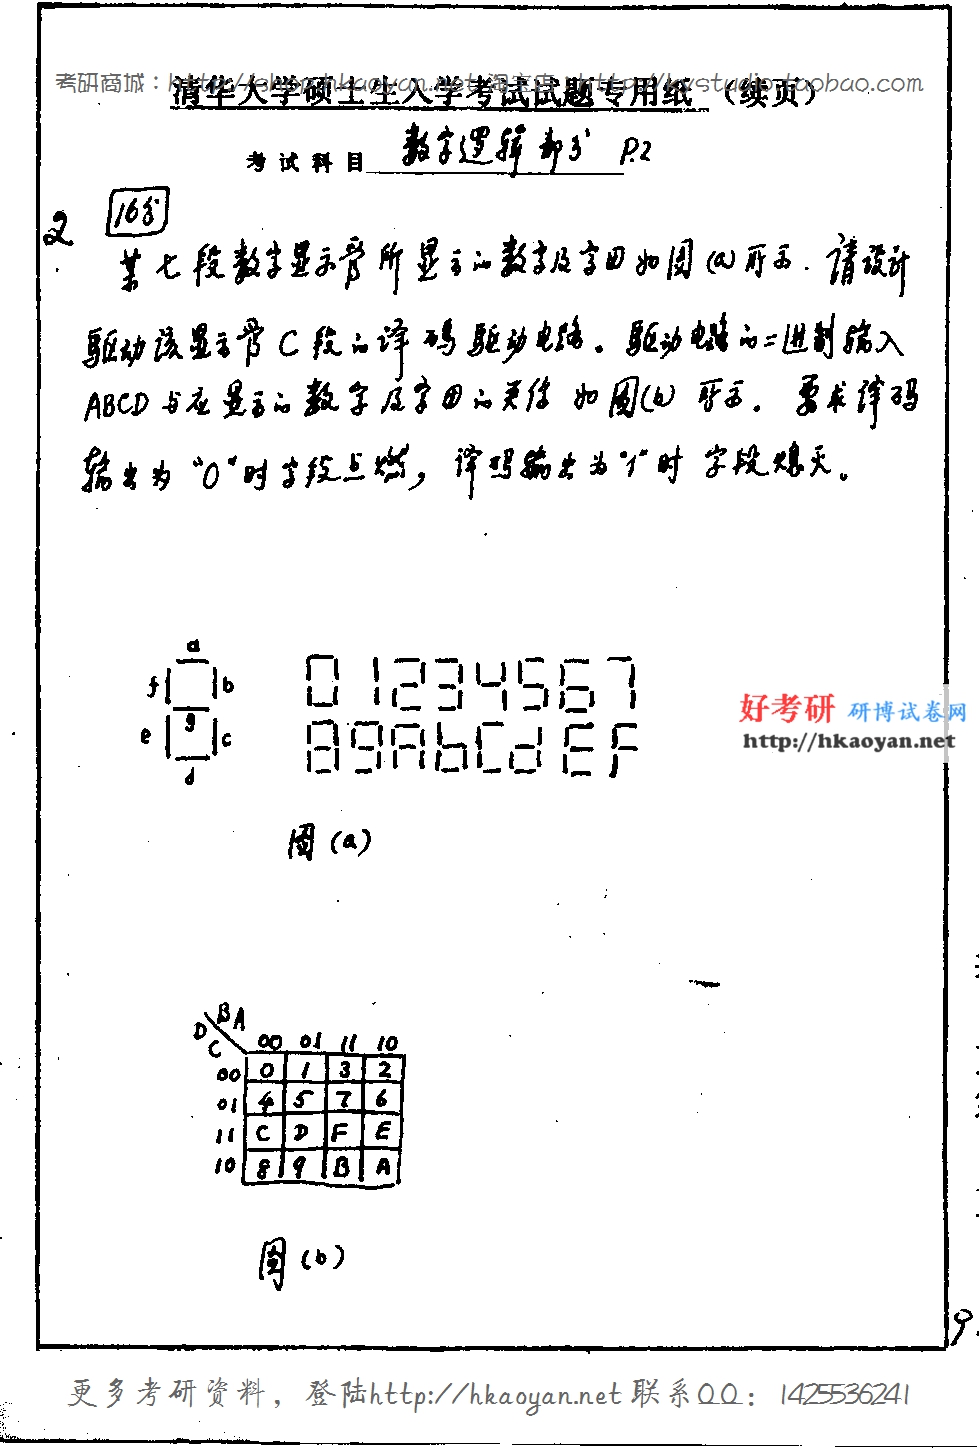 考研商城：http://shop.hkaoyan.net 淘宝店：http://kystudio.taobao.com
清华大学硕士生入学考试试题专用纸 （续页）
考试科目 数字逻辑部分 P.2
2 16分
某七段数字显示管所显示的数字及字母如图(a)所示．请设计
驱动该显示管C段的译码驱动电路。驱动电路的二进制输入
ABCD与应显示的数字及字母的关系如图(b)所示。要求译码
输出为"0"时字段点燃，译码输出为"1"时字段熄灭。
a
f b
g
e c
d
0 1 2 3 4 5 6 7
8 9 A b C d E F
图(a)
好考研 研博试卷网
http://hkaoyan.net
BA
DC
00 01 11 10
00 0 1 3 2
01 4 5 7 6
11 C D F E
10 8 9 B A
图(b)
9.
更多考研资料，登陆http://hkaoyan.net 联系QQ：1425536241